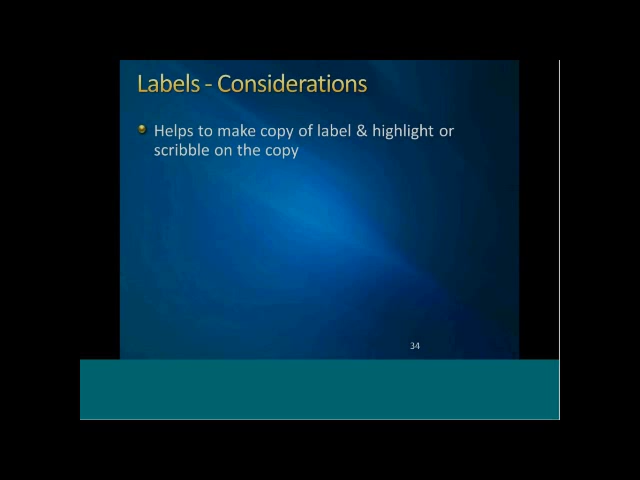 Labels - Considerations
Helps to make copy of label & highlight or
scribble on the copy
34